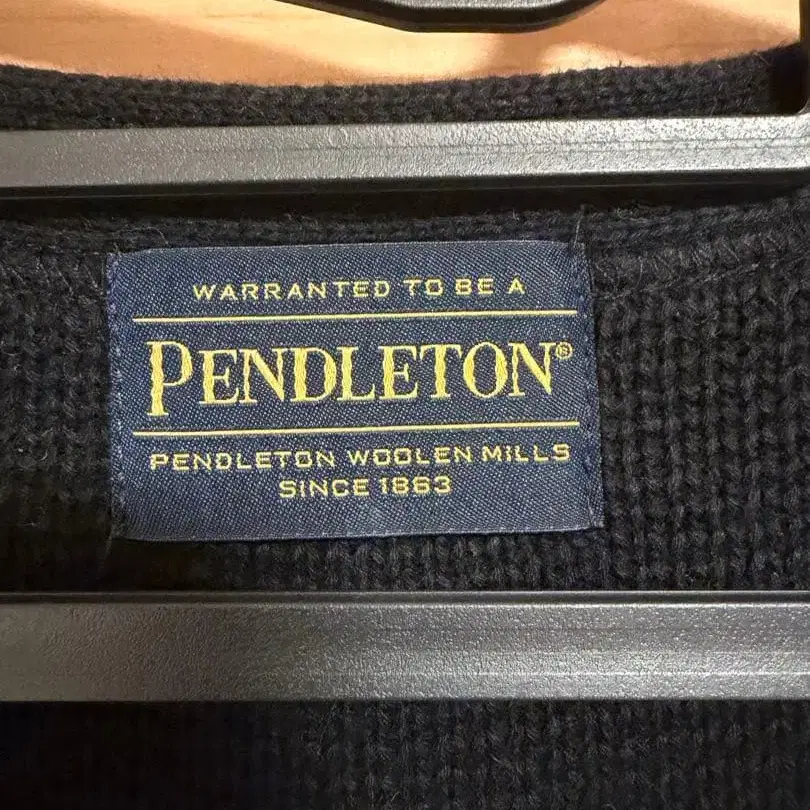 WARRANTED TO BE A
PENDLETON®
PENDLETON WOOLEN MILLS
SINCE 1863